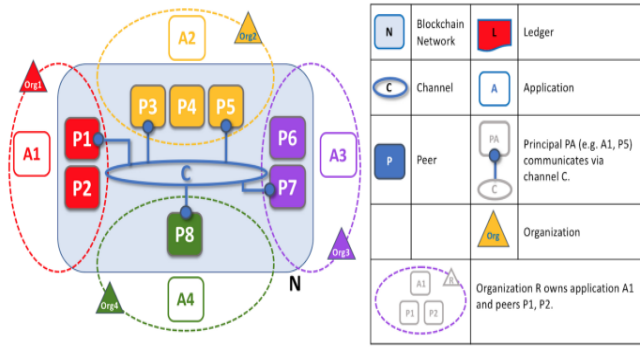 Org1
A2
Org2
P3 P4 P5
A1
P1
P2
C
P6
P7
A3
P8
Org3
Org4
A4
N
N
Blockchain
Network
L
Ledger
C
Channel
A
Application
P
Peer
PA
C
Principal PA (e.g. A1, P5)
communicates via
channel C.
Org
Organization
A1
R
P1 P2
Organization R owns application A1
and peers P1, P2.